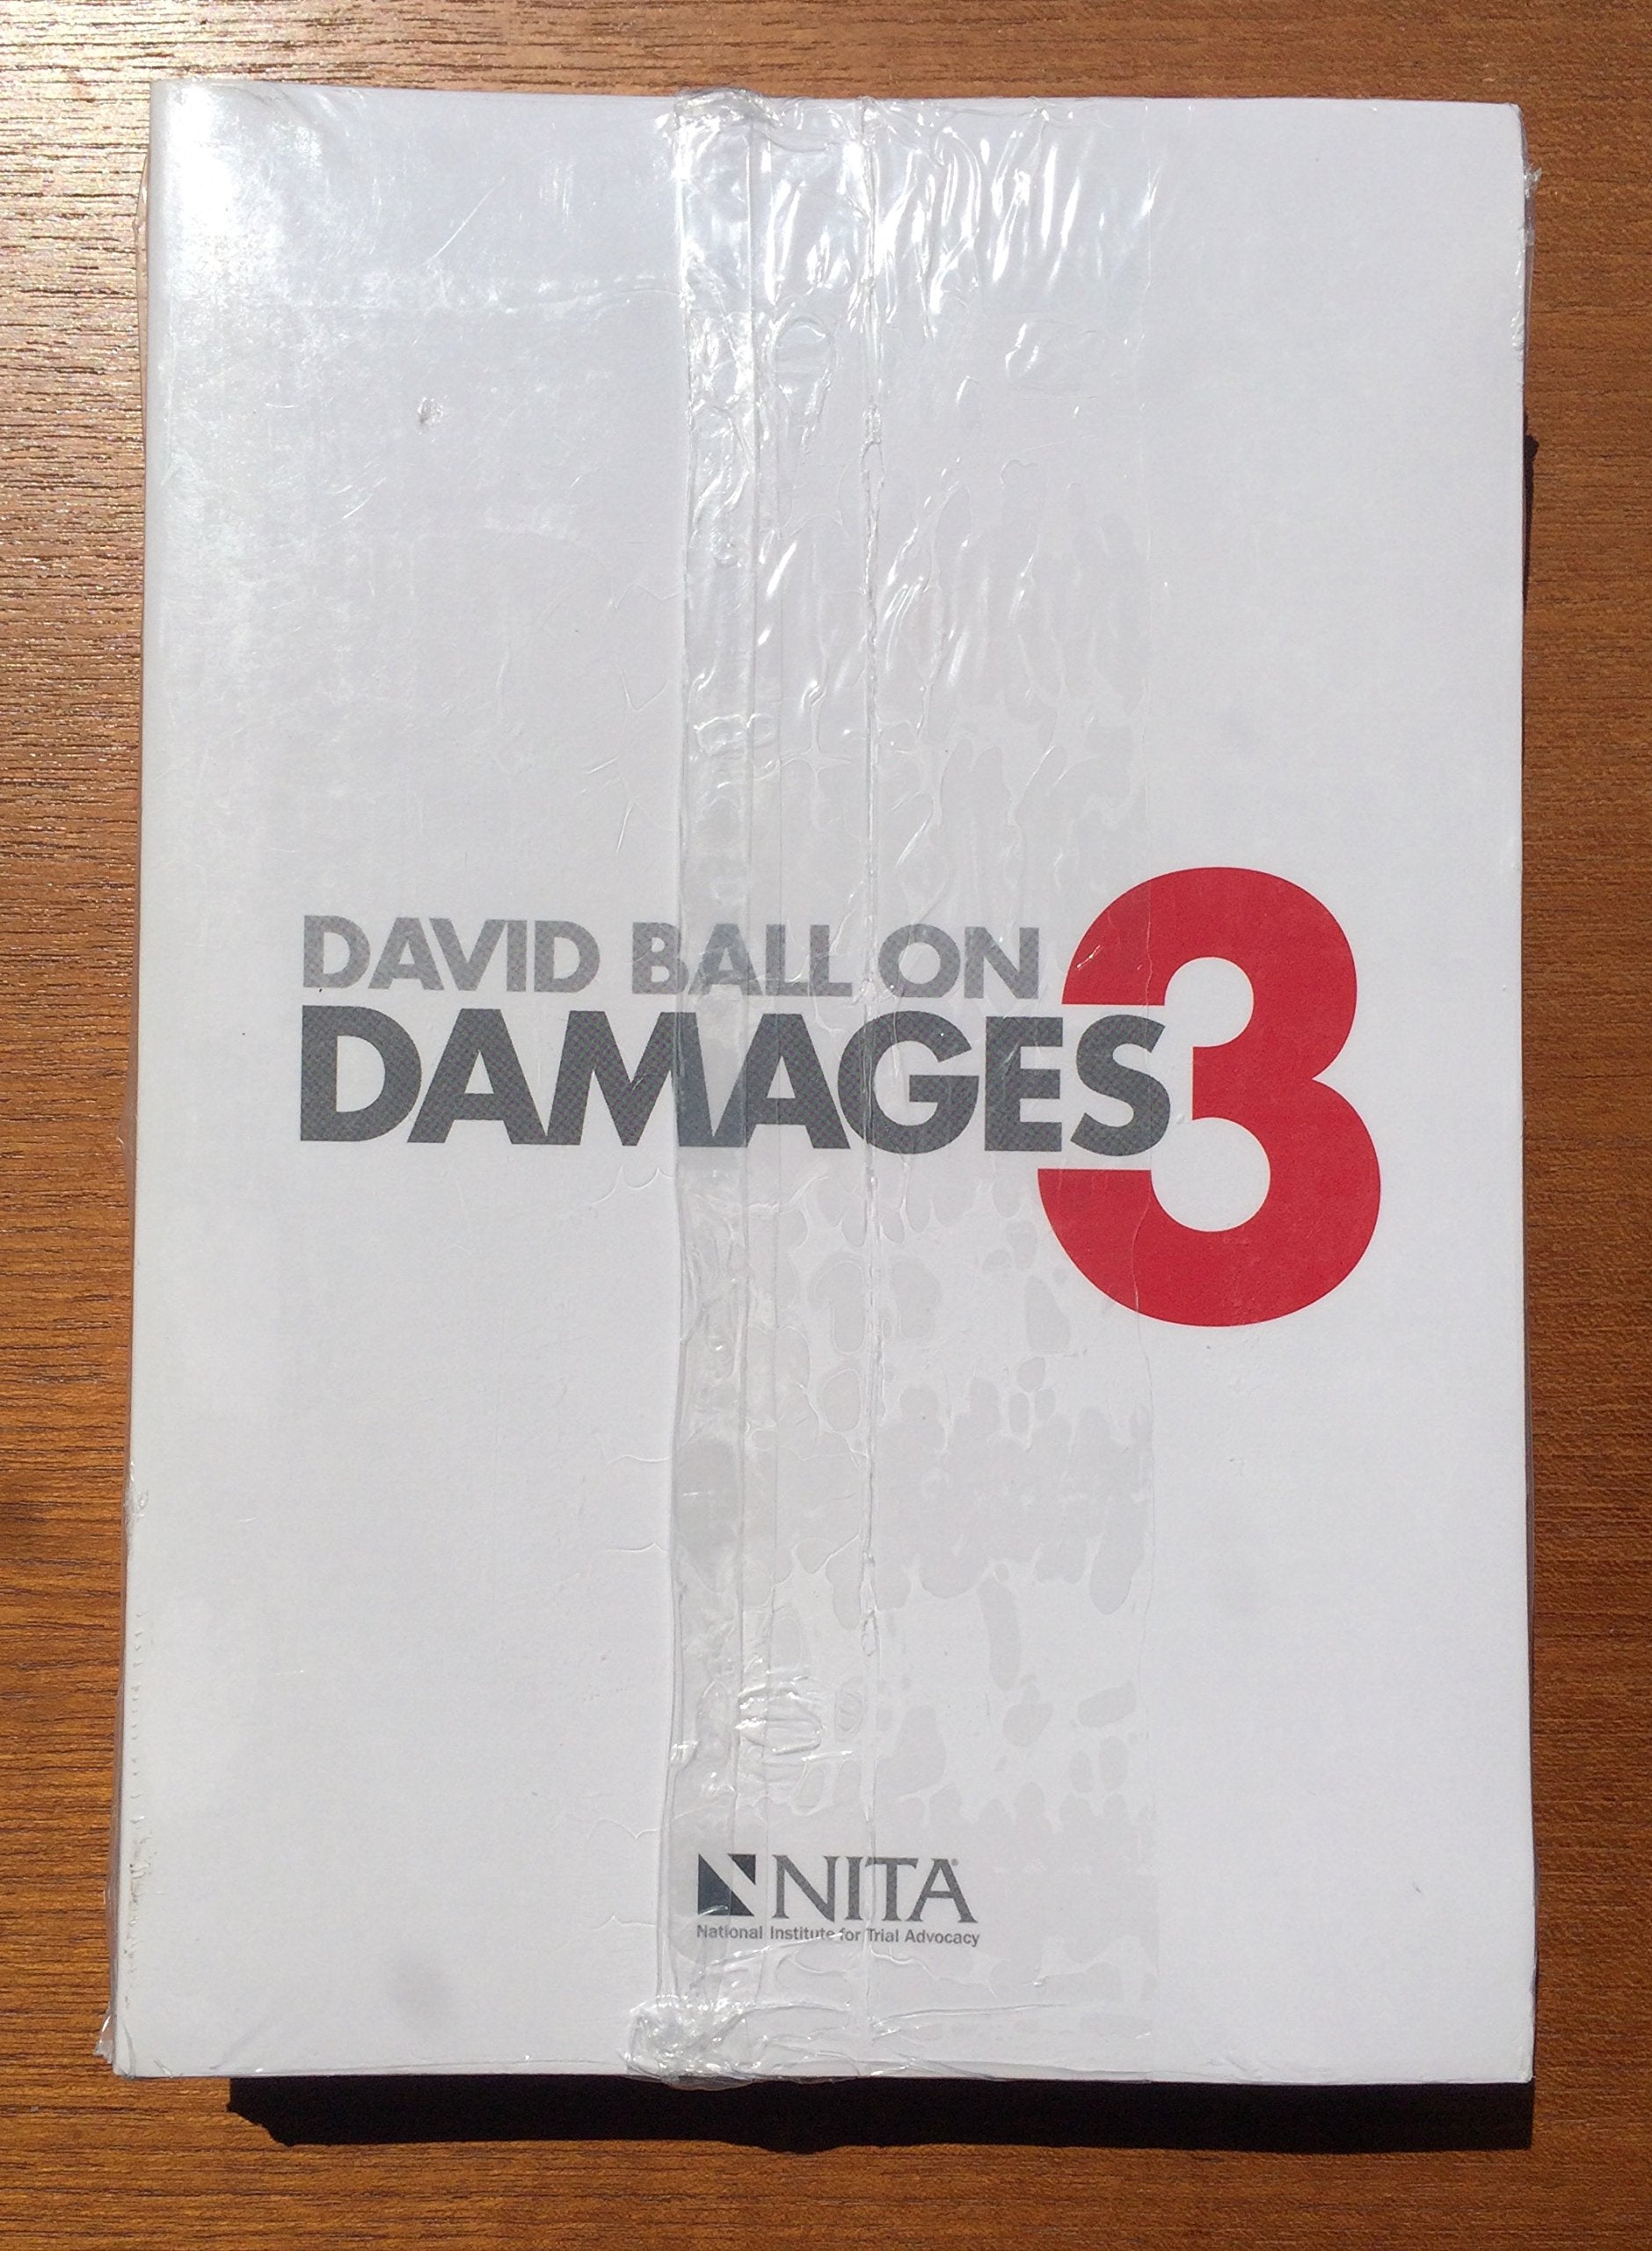 DAVID BALL ON
DAMAGES 3
NITA®
National Institute for Trial Advocacy